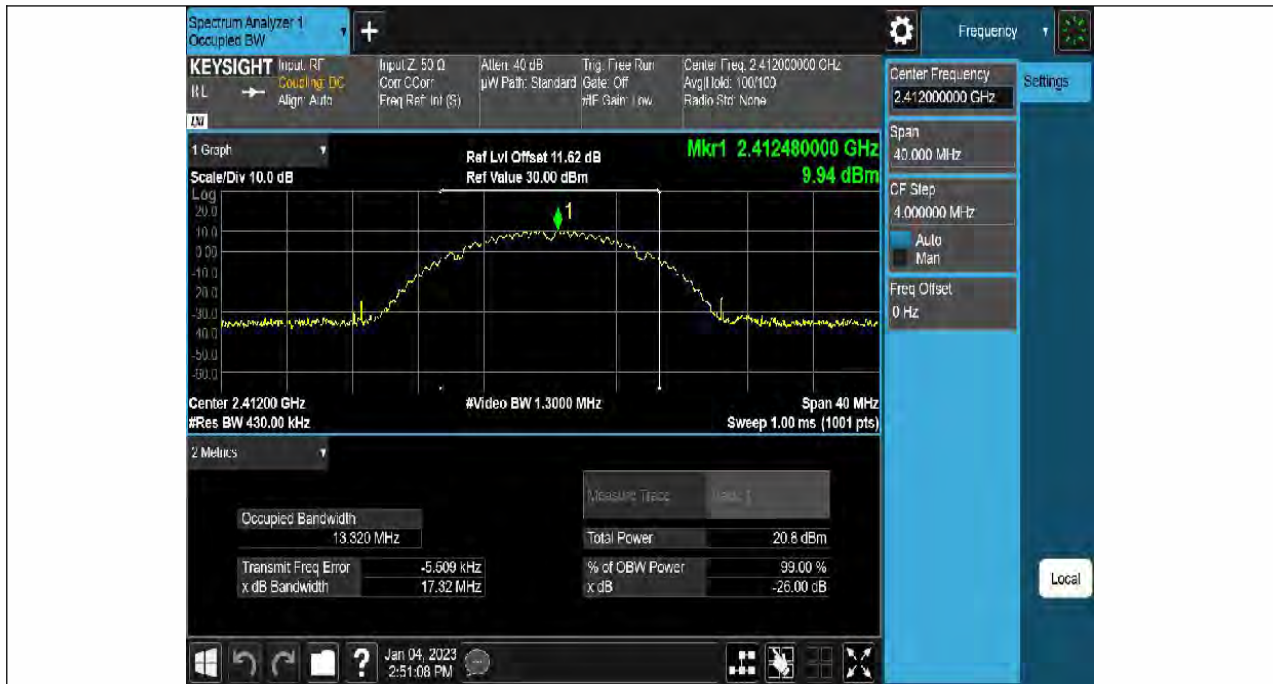 Spectrum Analyzer 1
Occupied BW
+
Frequency
KEYSIGHT
RL
LXI
Input: RF
Coupling: DC
Align: Auto
Input Z: 50 Ω
Corr CCorr
Freq Ref: Int (S)
Atten: 40 dB
µW Path: Standard
Trig: Free Run
Gate: Off
#IF Gain: Low
Center Freq: 2.412000000 GHz
Avg|Hold: 100/100
Radio Std: None
Center Frequency
2.412000000 GHz
Settings
Span
40.000 MHz
CF Step
4.000000 MHz
Auto
Man
Freq Offset
0 Hz
Local
1 Graph
Scale/Div 10.0 dB
Ref Lvl Offset 11.62 dB
Ref Value 30.00 dBm
Mkr1 2.412480000 GHz
9.94 dBm
Log
20.0
10.0
0.00
-10.0
-20.0
-30.0
-40.0
-50.0
-60.0
1
Center 2.41200 GHz
#Res BW 430.00 kHz
#Video BW 1.3000 MHz
Span 40 MHz
Sweep 1.00 ms (1001 pts)
2 Metrics
Measure Trace
Trace 1
Occupied Bandwidth
13.320 MHz
Total Power 20.8 dBm
Transmit Freq Error -5.509 kHz
x dB Bandwidth 17.32 MHz
% of OBW Power 99.00 %
x dB -26.00 dB
?
Jan 04, 2023
2:51:08 PM